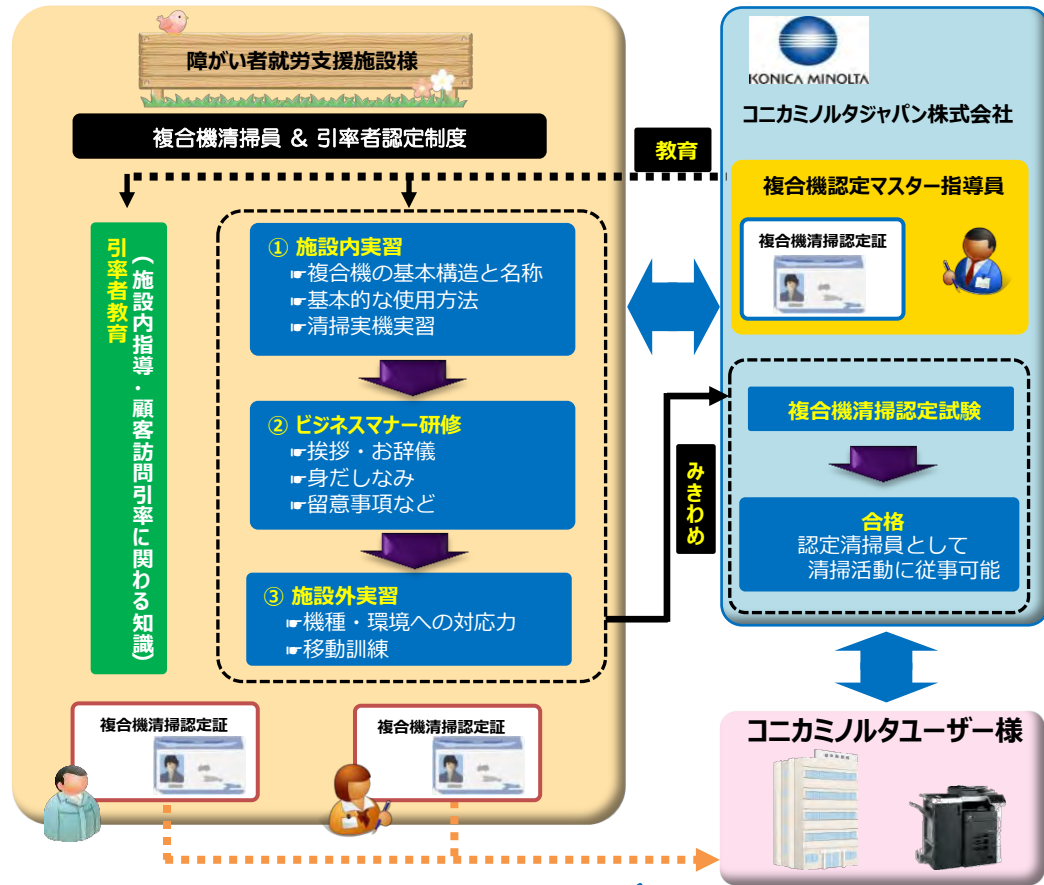 障がい者就労支援施設様
複合機清掃員 & 引率者認定制度
引率者教育
(施設内指導・顧客訪問引率に関わる知識)
① 施設内実習
☛複合機の基本構造と名称
☛基本的な使用方法
☛清掃実機実習
② ビジネスマナー研修
☛挨拶・お辞儀
☛身だしなみ
☛留意事項など
③ 施設外実習
☛機種・環境への対応力
☛移動訓練
複合機清掃認定証
複合機清掃認定証
教育
みきわめ
KONICA MINOLTA
コニカミノルタジャパン株式会社
複合機認定マスター指導員
複合機清掃認定証
複合機清掃認定試験
合格
認定清掃員として
清掃活動に従事可能
コニカミノルタユーザー様